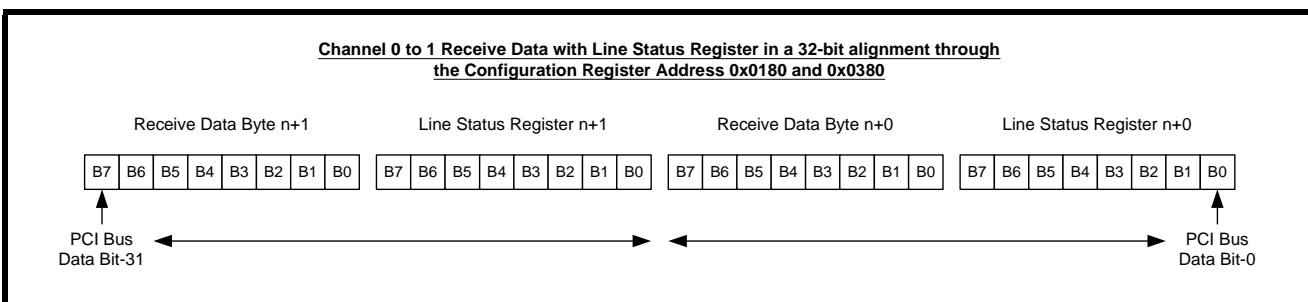 Channel 0 to 1 Receive Data with Line Status Register in a 32-bit alignment through
the Configuration Register Address 0x0180 and 0x0380
Receive Data Byte n+1 Line Status Register n+1 Receive Data Byte n+0 Line Status Register n+0
B7 B6 B5 B4 B3 B2 B1 B0 B7 B6 B5 B4 B3 B2 B1 B0 B7 B6 B5 B4 B3 B2 B1 B0 B7 B6 B5 B4 B3 B2 B1 B0
PCI Bus
Data Bit-31
PCI Bus
Data Bit-0